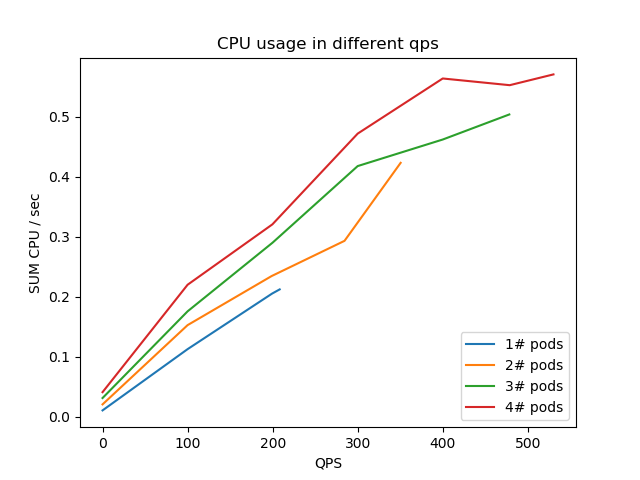 CPU usage in different qps
SUM CPU / sec
0.5
0.4
0.3
0.2
0.1
0.0
0 100 200 300 400 500
QPS
1# pods
2# pods
3# pods
4# pods